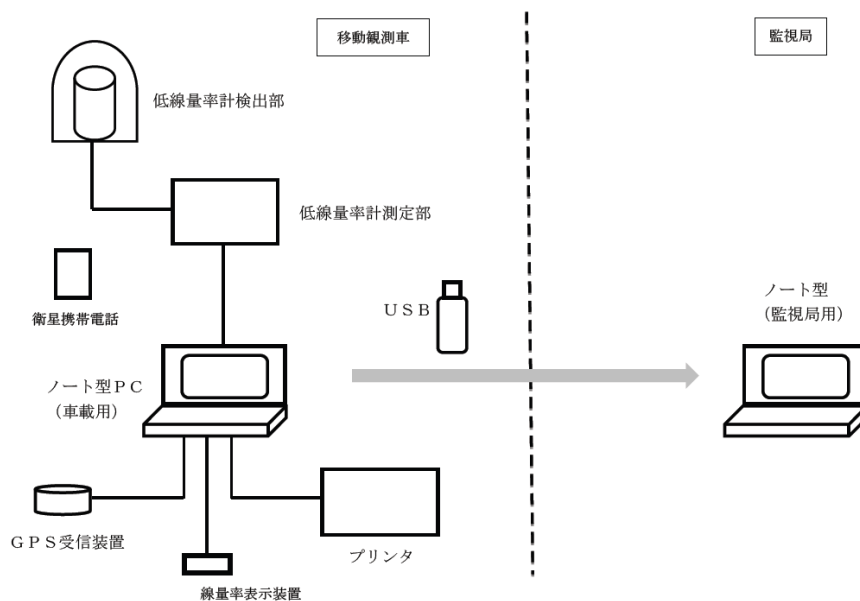 移動観測車
監視局
低線量率計検出部
低線量率計測定部
衛星携帯電話
ＵＳＢ
ノート型
（監視局用）
ノート型ＰＣ
（車載用）
ＧＰＳ受信装置
プリンタ
線量率表示装置